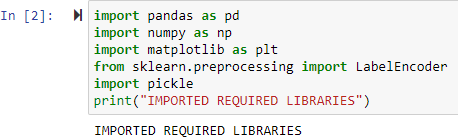 In [2]:
import pandas as pd
import numpy as np
import matplotlib as plt
from sklearn.preprocessing import LabelEncoder
import pickle
print("IMPORTED REQUIRED LIBRARIES")
IMPORTED REQUIRED LIBRARIES